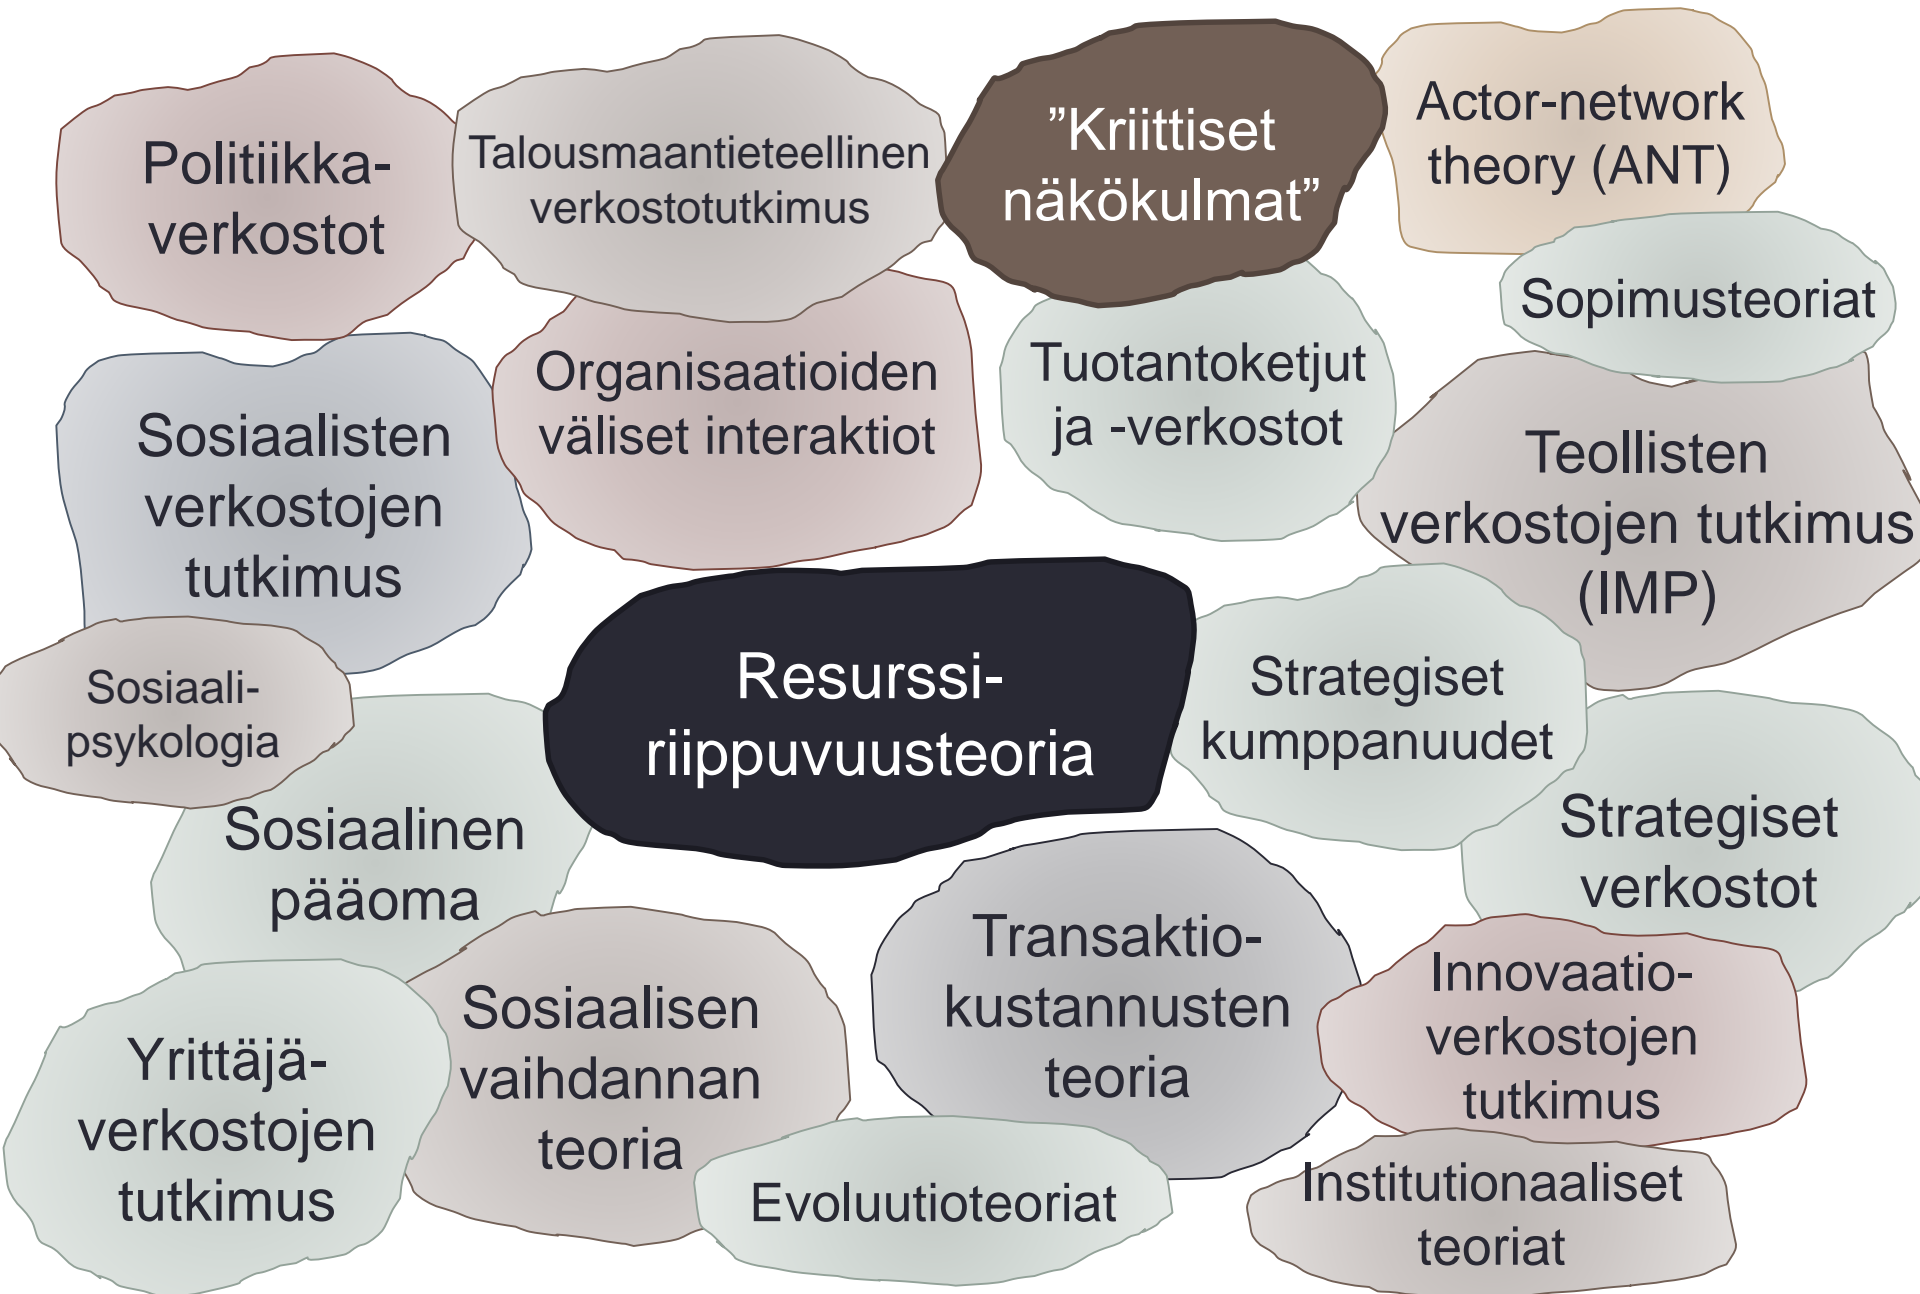 Politiikka-
verkostot
Talousmaantieteellinen
verkostotutkimus
”Kriittiset
näkökulmat”
Actor-network
theory (ANT)
Sopimusteoriat
Sosiaalisten
verkostojen
tutkimus
Organisaatioiden
väliset interaktiot
Tuotantoketjut
ja -verkostot
Teollisten
verkostojen tutkimus
(IMP)
Sosiaali-
psykologia
Resurssi-
riippuvuusteoria
Strategiset
kumppanuudet
Sosiaalinen
pääoma
Strategiset
verkostot
Yrittäjä-
verkostojen
tutkimus
Sosiaalisen
vaihdannan
teoria
Transaktio-
kustannusten
teoria
Innovaatio-
verkostojen
tutkimus
Evoluutioteoriat
Institutionaaliset
teoriat